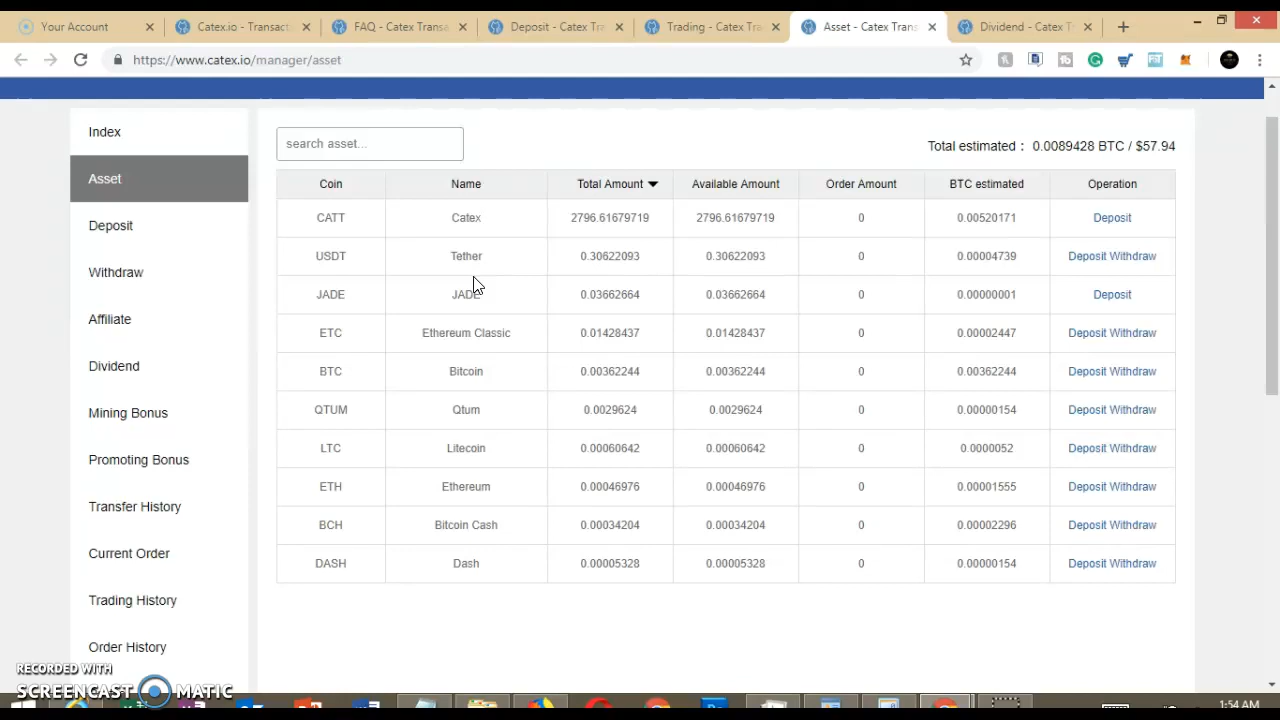 Your Account
Catex.io - Transact
FAQ - Catex Transa
Deposit - Catex Tra
Trading - Catex Tra
Asset - Catex Trans
Dividend - Catex T
https://www.catex.io/manager/asset
Index
search asset...
Total estimated : 0.0089428 BTC / $57.94
Asset
Coin Name Total Amount Available Amount Order Amount BTC estimated Operation
CATT Catex 2796.61679719 2796.61679719 0 0.00520171 Deposit
Deposit
USDT Tether 0.30622093 0.30622093 0 0.00004739 Deposit Withdraw
Withdraw
JADE JADE 0.03662664 0.03662664 0 0.00000001 Deposit
Affiliate
ETC Ethereum Classic 0.01428437 0.01428437 0 0.00002447 Deposit Withdraw
Dividend
BTC Bitcoin 0.00362244 0.00362244 0 0.00362244 Deposit Withdraw
Mining Bonus
QTUM Qtum 0.0029624 0.0029624 0 0.00000154 Deposit Withdraw
Promoting Bonus
LTC Litecoin 0.00060642 0.00060642 0 0.0000052 Deposit Withdraw
ETH Ethereum 0.00046976 0.00046976 0 0.00001555 Deposit Withdraw
Transfer History
BCH Bitcoin Cash 0.00034204 0.00034204 0 0.00002296 Deposit Withdraw
Current Order
DASH Dash 0.00005328 0.00005328 0 0.00000154 Deposit Withdraw
Trading History
Order History
RECORDED WITH
SCREENCAST MATIC
1:54 AM